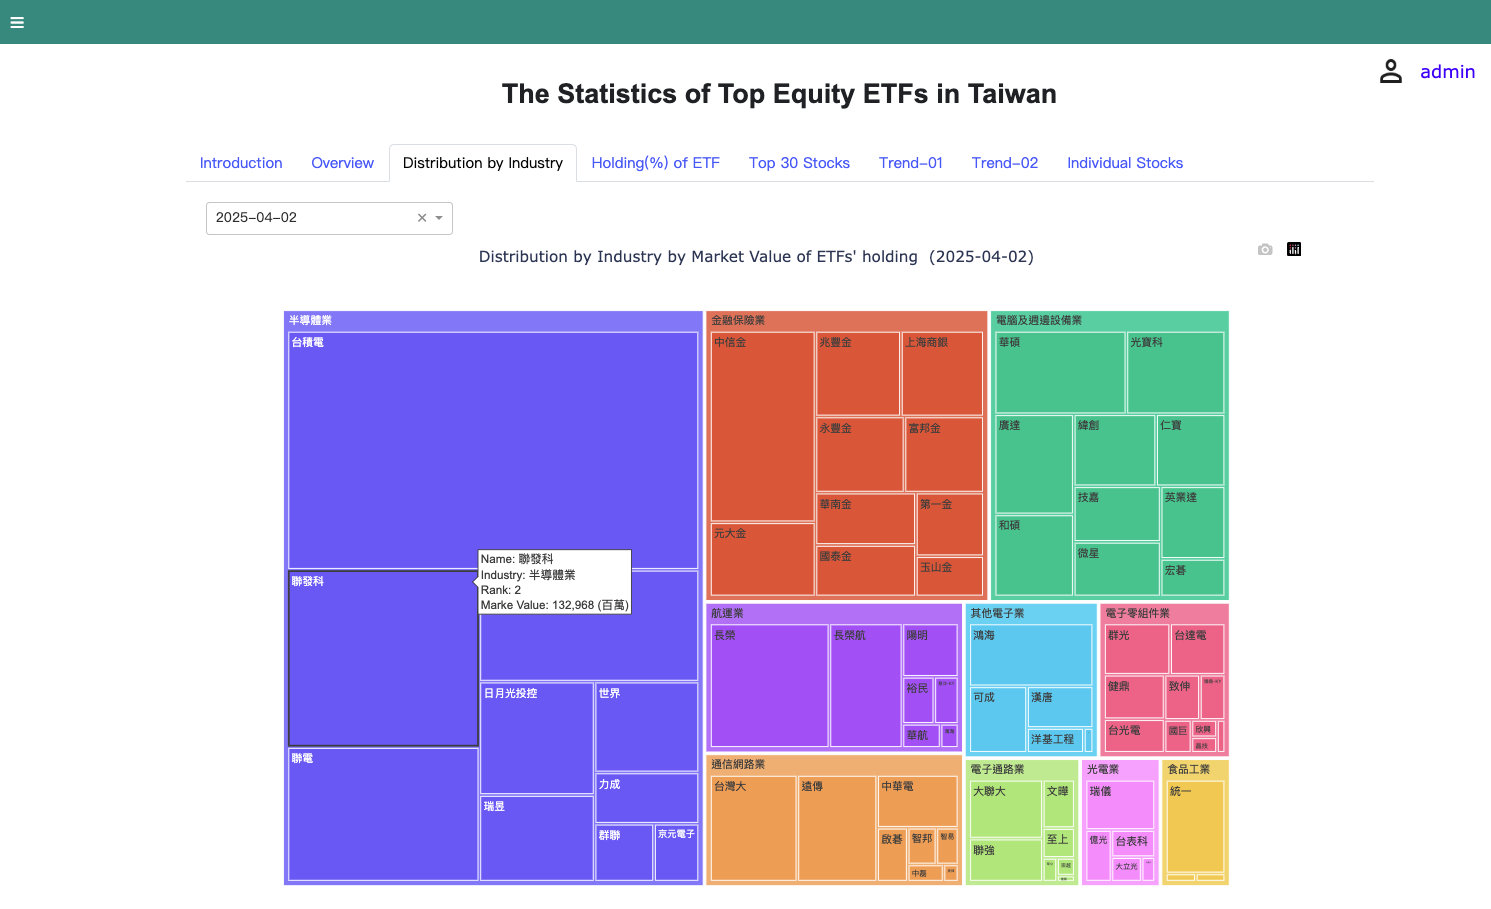 admin
The Statistics of Top Equity ETFs in Taiwan
Introduction
Overview
Distribution by Industry
Holding(%) of ETF
Top 30 Stocks
Trend-01
Trend-02
Individual Stocks
2025-04-02
Distribution by Industry by Market Value of ETFs' holding (2025-04-02)
半導體業
台積電
聯發科
Name: 聯發科
Industry: 半導體業
Rank: 2
Marke Value: 132,968 (百萬)
聯電
日月光投控
世界
瑞昱
力成
群聯
京元電子
金融保險業
中信金
兆豐金
上海商銀
永豐金
富邦金
華南金
第一金
元大金
國泰金
玉山金
電腦及週邊設備業
華碩
光寶科
廣達
緯創
仁寶
技嘉
英業達
和碩
微星
宏碁
航運業
長榮
長榮航
陽明
裕民
華航
其他電子業
鴻海
可成
漢唐
洋基工程
電子零組件業
群光
台達電
健鼎
致伸
台光電
國巨
欣興
通信網路業
台灣大
遠傳
中華電
啟碁
智邦
智易
中磊
電子通路業
大聯大
文曄
至上
聯強
光電業
瑞儀
億光
台表科
大立光
食品工業
統一